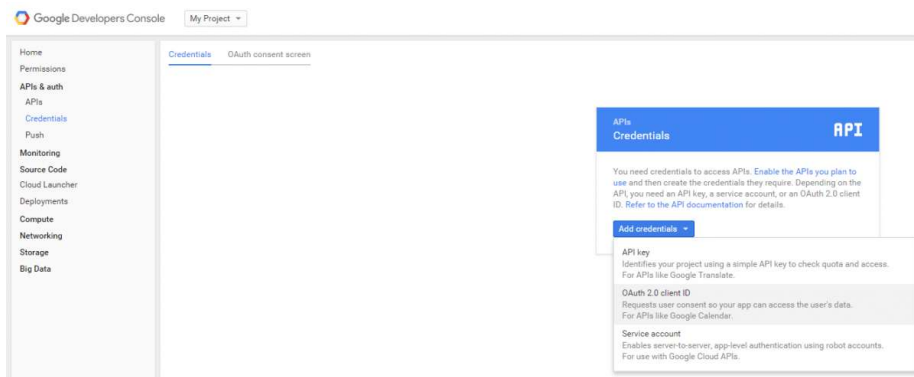 Google Developers Console
My Project
Home
Permissions
APIs & auth
APIs
Credentials
Push
Monitoring
Source Code
Cloud Launcher
Deployments
Compute
Networking
Storage
Big Data
Credentials
OAuth consent screen
APIs
Credentials
API
You need credentials to access APIs. Enable the APIs you plan to
use and then create the credentials they require. Depending on the
API, you need an API key, a service account, or an OAuth 2.0 client
ID. Refer to the API documentation for details.
Add credentials
API key
Identifies your project using a simple API key to check quota and access.
For APIs like Google Translate.
OAuth 2.0 client ID
Requests user consent so your app can access the user's data.
For APIs like Google Calendar.
Service account
Enables server-to-server, app-level authentication using robot accounts.
For use with Google Cloud APIs.